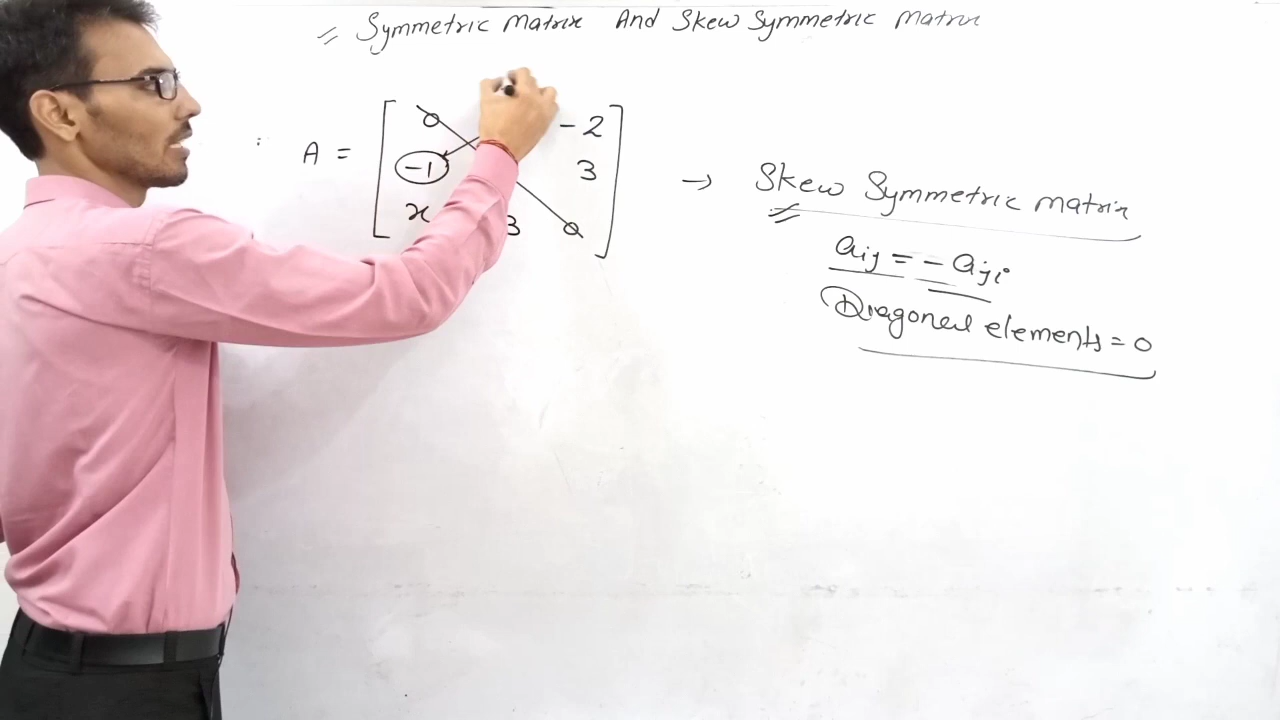 = Symmetric Matrix And Skew Symmetric Matrix
A = [ 0 -2
-1 3
x 3 0 ]
→ Skew Symmetric Matrix
aij = - aji
Diagonal elements = 0